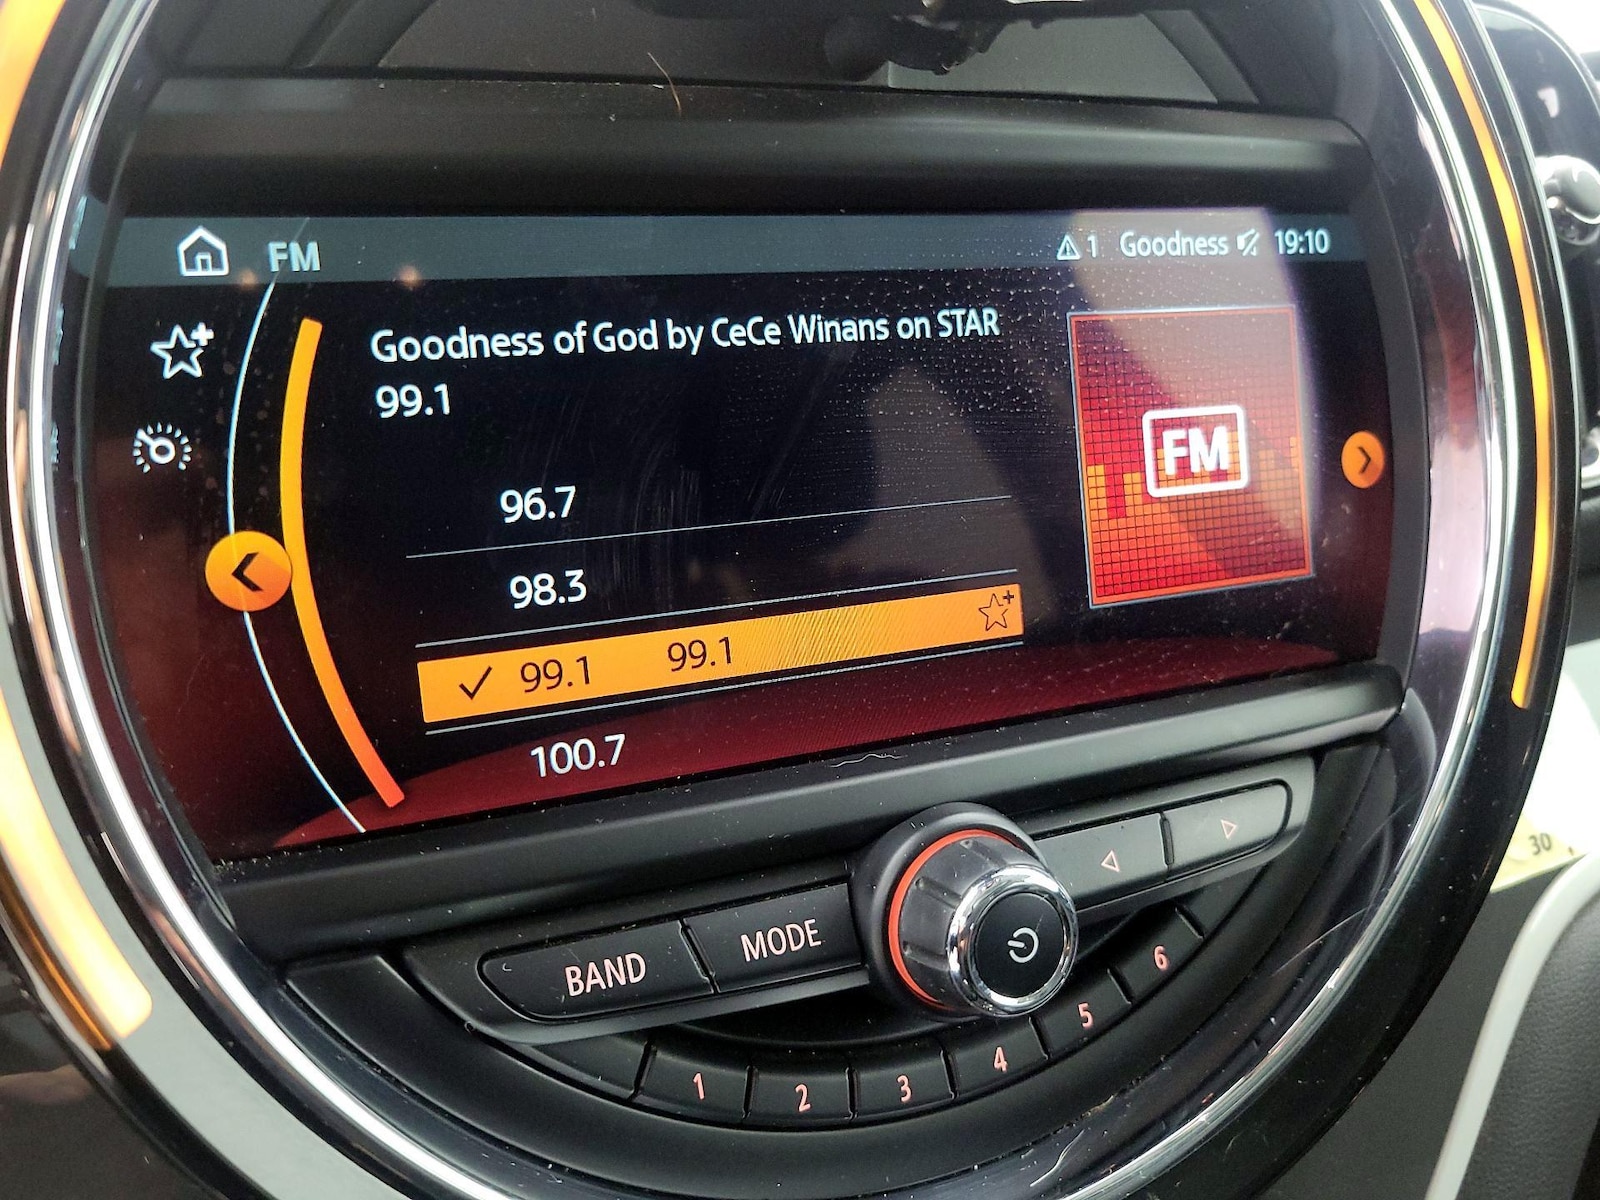 FM
1 Goodness 19:10
Goodness of God by CeCe Winans on STAR
99.1
FM
96.7
98.3
99.1 99.1
100.7
BAND MODE
1 2 3 4 5 6
30